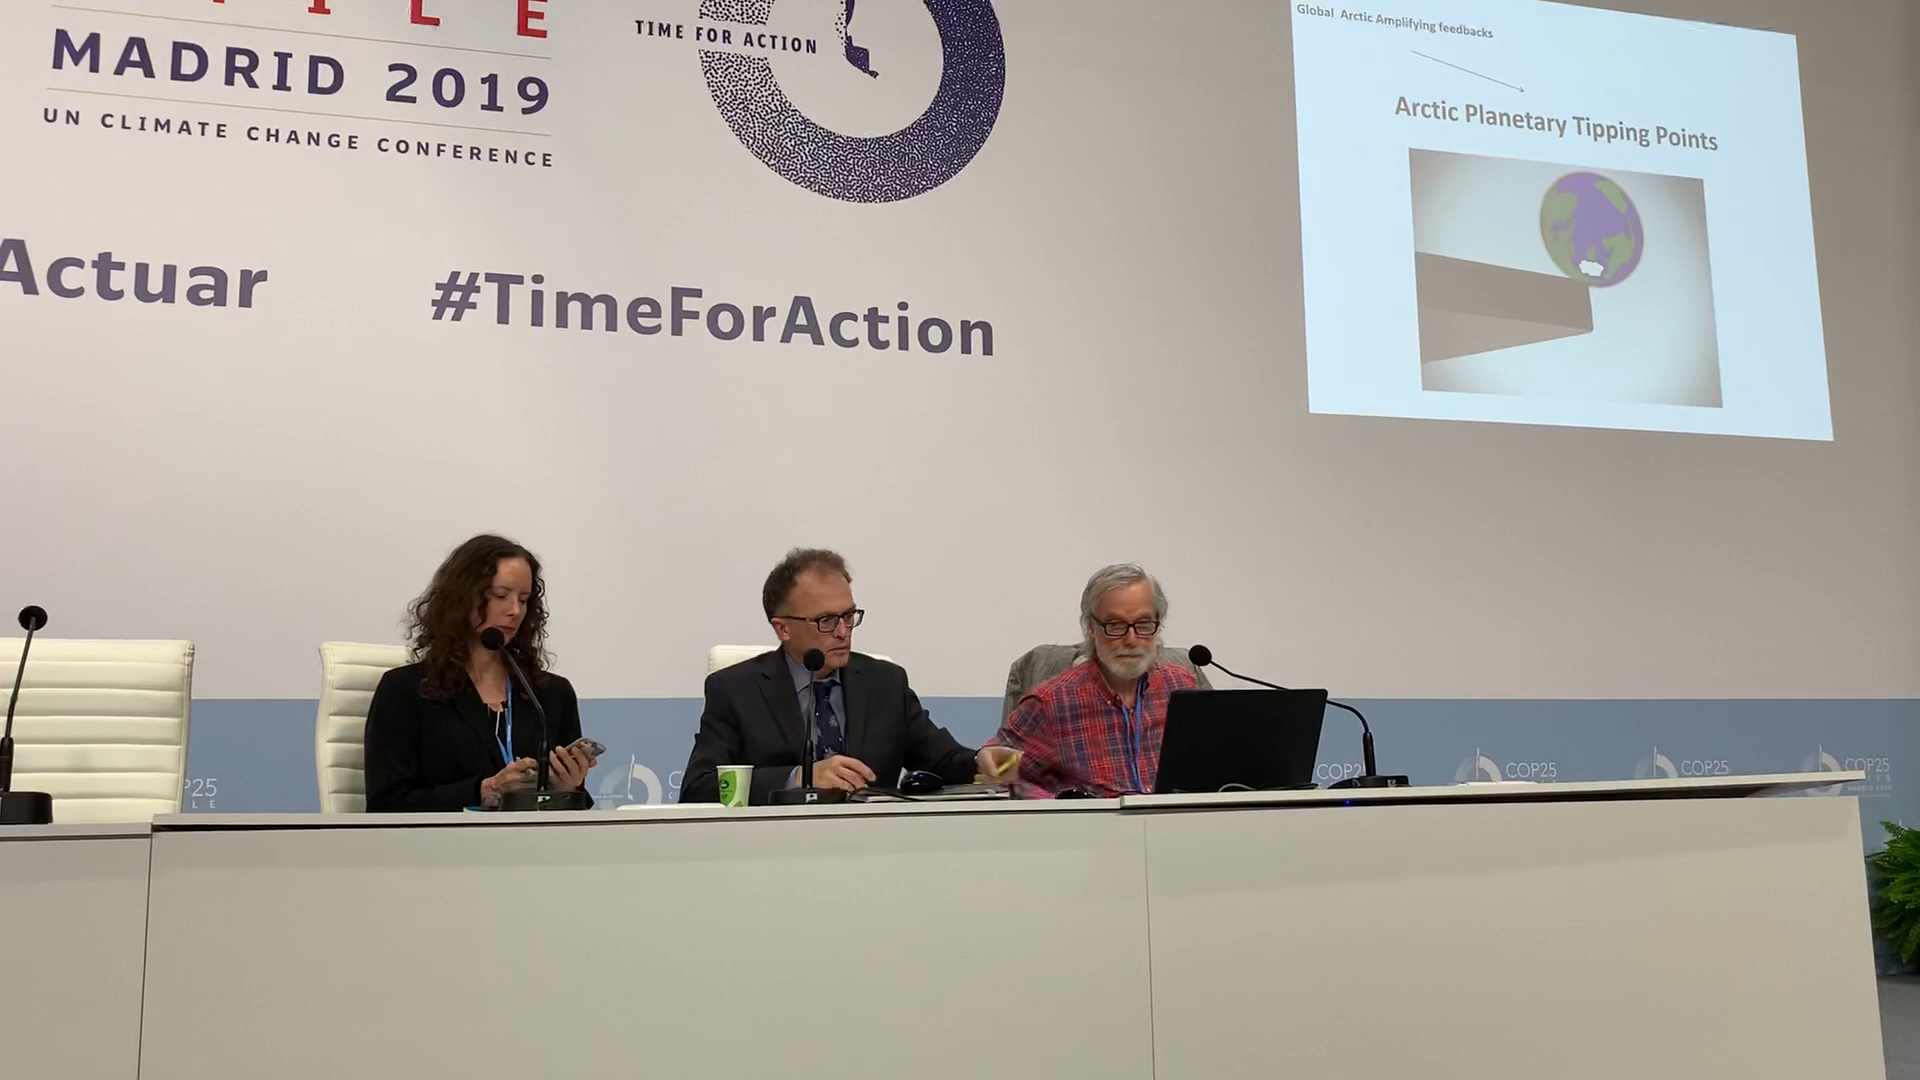 MADRID 2019
UN CLIMATE CHANGE CONFERENCE
TIME FOR ACTION
Actuar
#TimeForAction
Global Arctic Amplifying feedbacks
Arctic Planetary Tipping Points
COP25
COP25
COP25
COP25